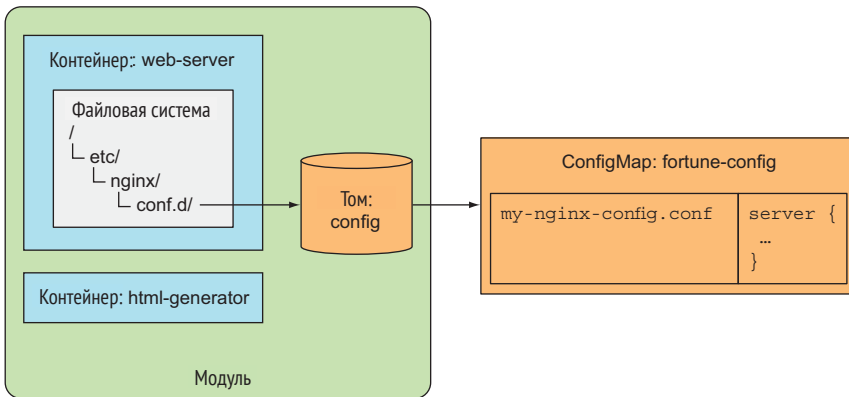 Контейнер:: web-server
Файловая система
/
etc/
nginx/
conf.d/
Контейнер: html-generator
Модуль
Том:
config
ConfigMap: fortune-config
my-nginx-config.conf
server {
…
}